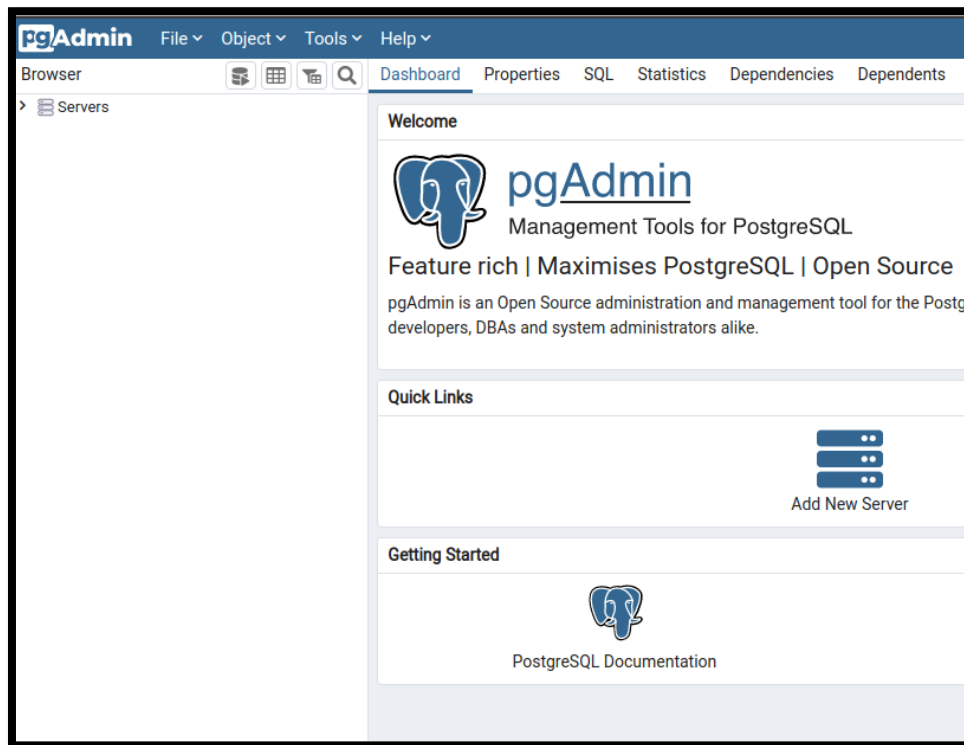 pgAdmin File Object Tools Help
Browser Dashboard Properties SQL Statistics Dependencies Dependents
Servers
Welcome
pgAdmin
Management Tools for PostgreSQL
Feature rich | Maximises PostgreSQL | Open Source
pgAdmin is an Open Source administration and management tool for the Postg
developers, DBAs and system administrators alike.
Quick Links
Add New Server
Getting Started
PostgreSQL Documentation